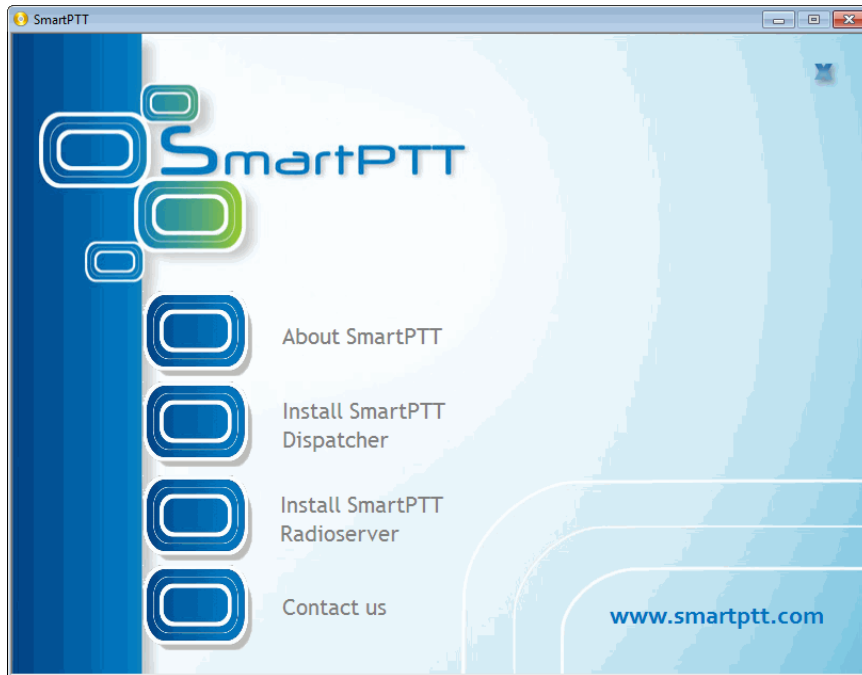 SmartPTT
SmartPTT
About SmartPTT
Install SmartPTT
Dispatcher
Install SmartPTT
Radioserver
Contact us
www.smartptt.com